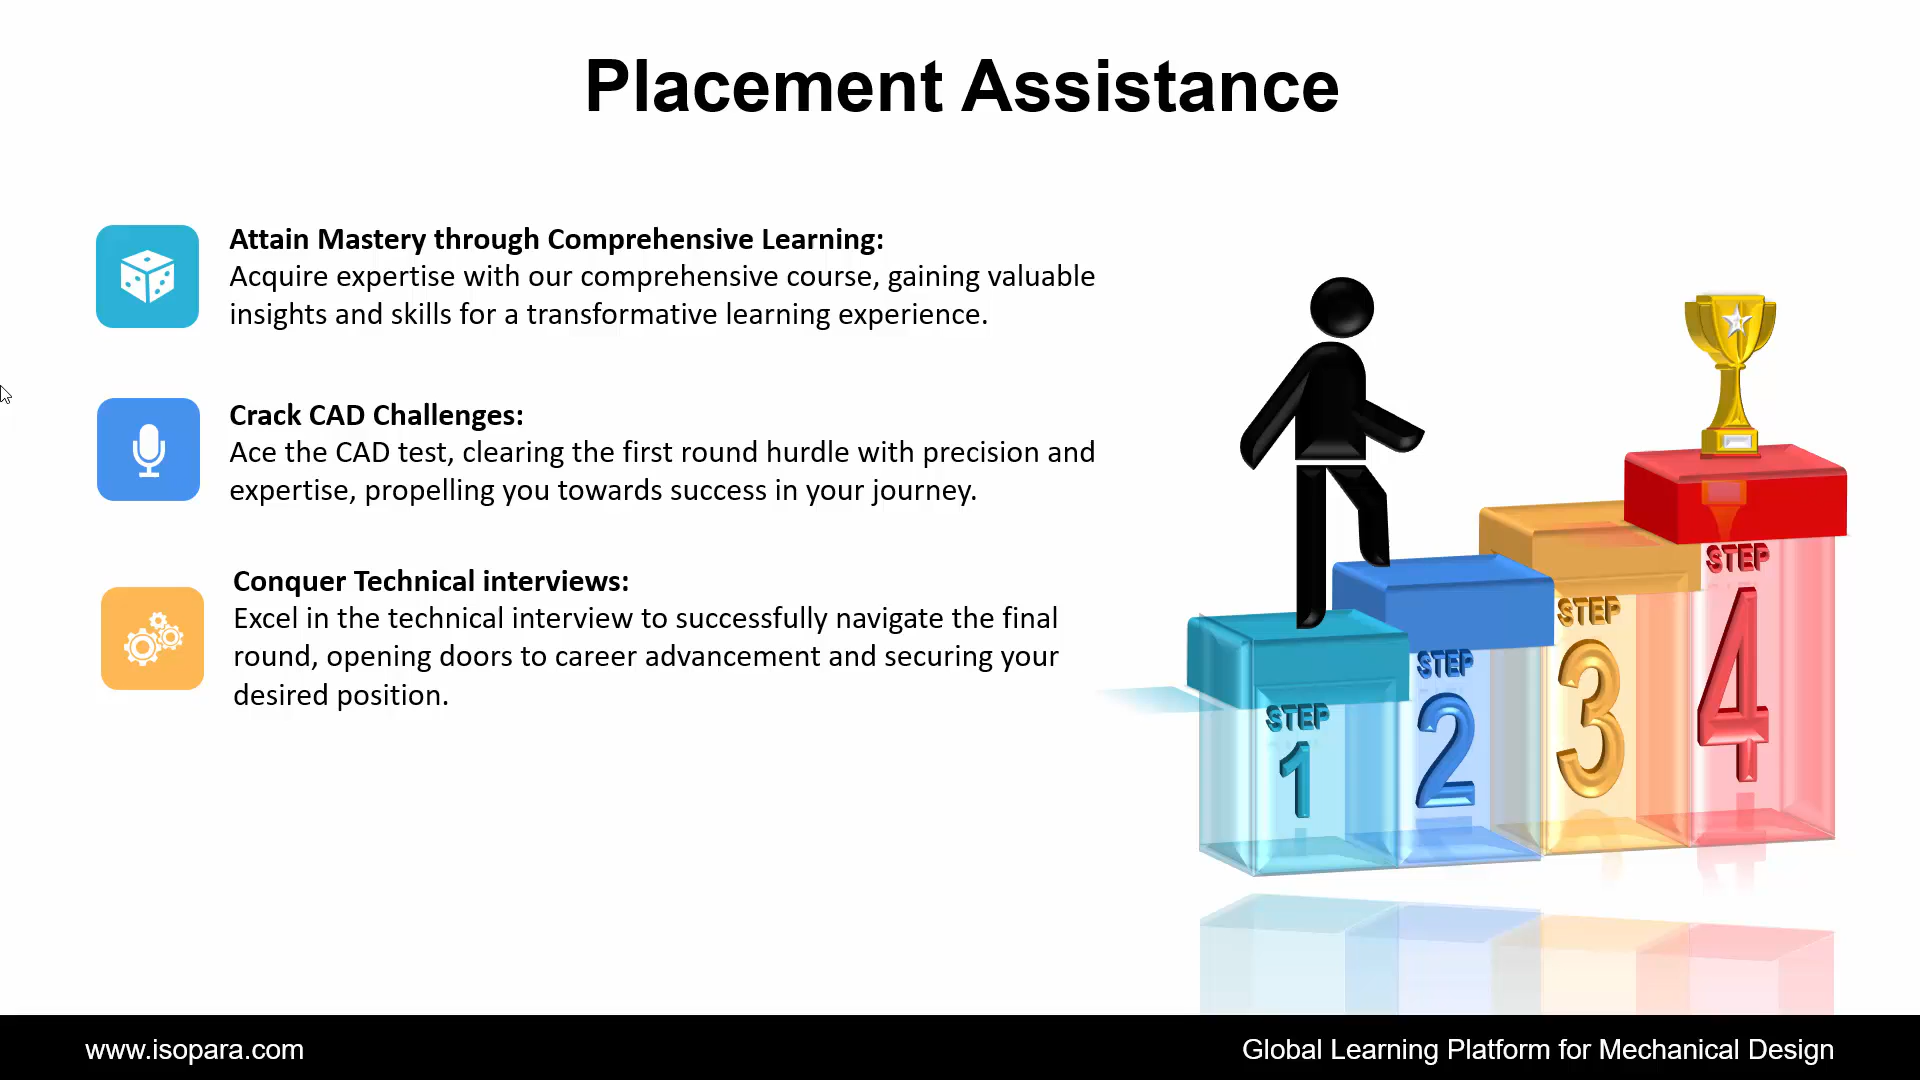 Placement Assistance
Attain Mastery through Comprehensive Learning:
Acquire expertise with our comprehensive course, gaining valuable
insights and skills for a transformative learning experience.
Crack CAD Challenges:
Ace the CAD test, clearing the first round hurdle with precision and
expertise, propelling you towards success in your journey.
Conquer Technical interviews:
Excel in the technical interview to successfully navigate the final
round, opening doors to career advancement and securing your
desired position.
STEP
1
STEP
2
STEP
3
STEP
4
www.isopara.com
Global Learning Platform for Mechanical Design